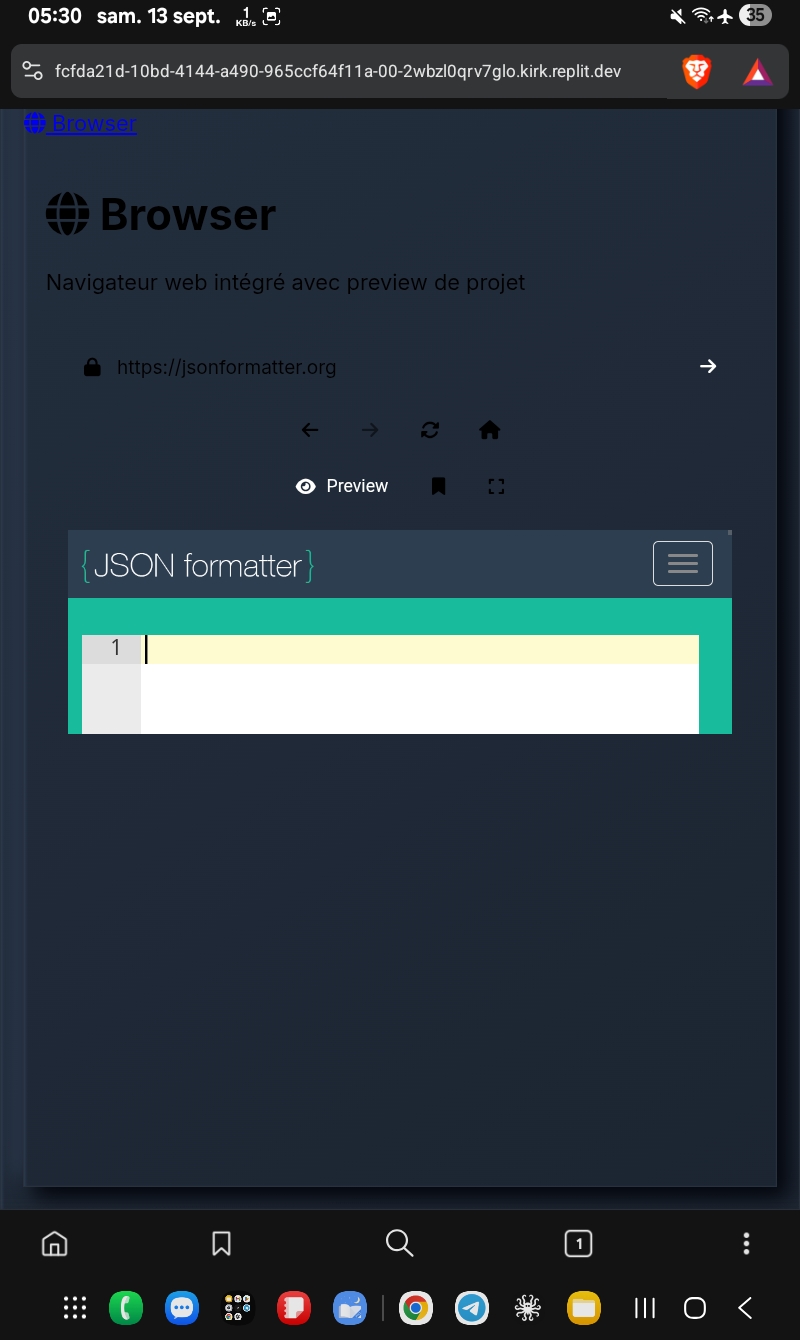 05:30 sam. 13 sept. 1 KB/s 35
fcfda21d-10bd-4144-a490-965ccf64f11a-00-2wbzl0qrv7glo.kirk.replit.dev
Browser
Browser
Navigateur web intégré avec preview de projet
https://jsonformatter.org
Preview
{JSON formatter}
1
1